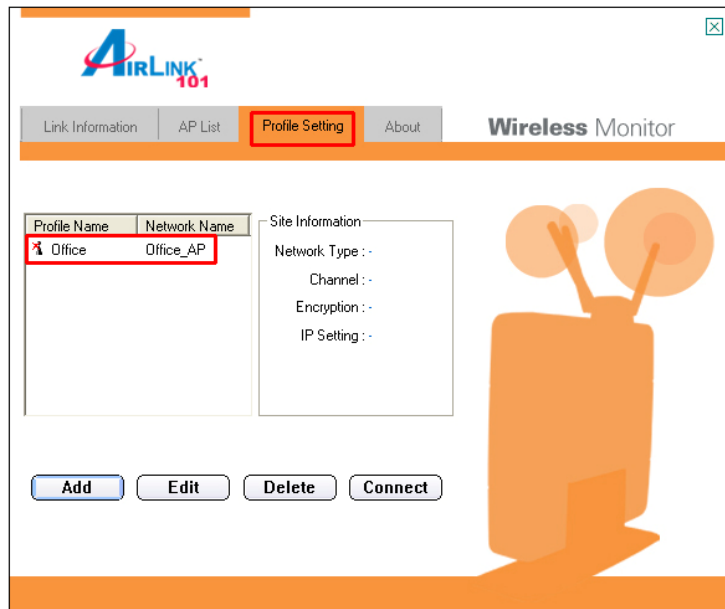 AIRLINK™
101
Link Information AP List Profile Setting About Wireless Monitor
Profile Name Network Name
Office Office_AP
Site Information
Network Type : -
Channel : -
Encryption : -
IP Setting : -
Add Edit Delete Connect